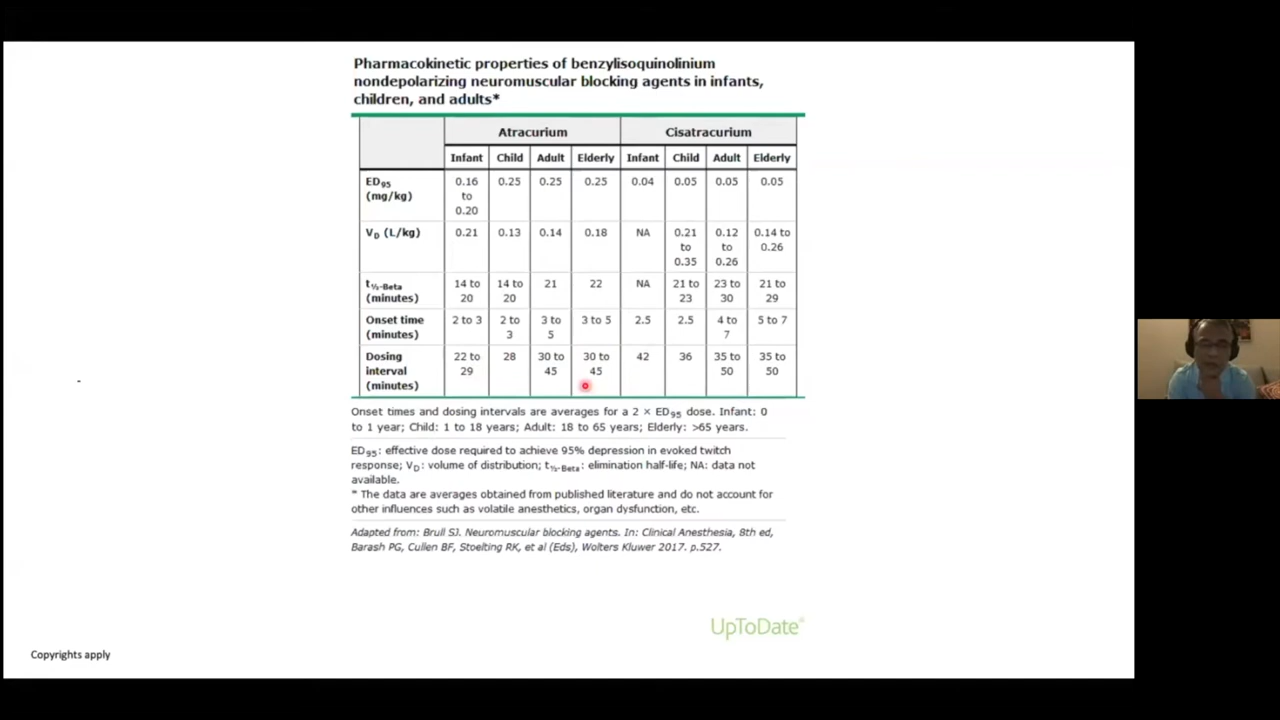 Pharmacokinetic properties of benzylisoquinolinium
nondepolarizing neuromuscular blocking agents in infants,
children, and adults*
Atracurium Cisatracurium
Infant Child Adult Elderly Infant Child Adult Elderly
ED95 (mg/kg) 0.16 to 0.20 0.25 0.25 0.25 0.04 0.05 0.05 0.05
VD (L/kg) 0.21 0.13 0.14 0.18 NA 0.21 to 0.35 0.12 to 0.26 0.14 to 0.26
t½-Beta (minutes) 14 to 20 14 to 20 21 22 NA 21 to 23 23 to 30 21 to 29
Onset time (minutes) 2 to 3 2 to 3 3 to 5 3 to 5 2.5 2.5 4 to 7 5 to 7
Dosing interval (minutes) 22 to 29 28 30 to 45 30 to 45 42 36 35 to 50 35 to 50
Onset times and dosing intervals are averages for a 2 × ED95 dose. Infant: 0
to 1 year; Child: 1 to 18 years; Adult: 18 to 65 years; Elderly: >65 years.
ED95: effective dose required to achieve 95% depression in evoked twitch
response; VD: volume of distribution; t½-Beta: elimination half-life; NA: data not
available.
* The data are averages obtained from published literature and do not account for
other influences such as volatile anesthetics, organ dysfunction, etc.
Adapted from: Brull SJ. Neuromuscular blocking agents. In: Clinical Anesthesia, 8th ed,
Barash PG, Cullen BF, Stoelting RK, et al (Eds), Wolters Kluwer 2017. p.527.
UpToDate®
Copyrights apply